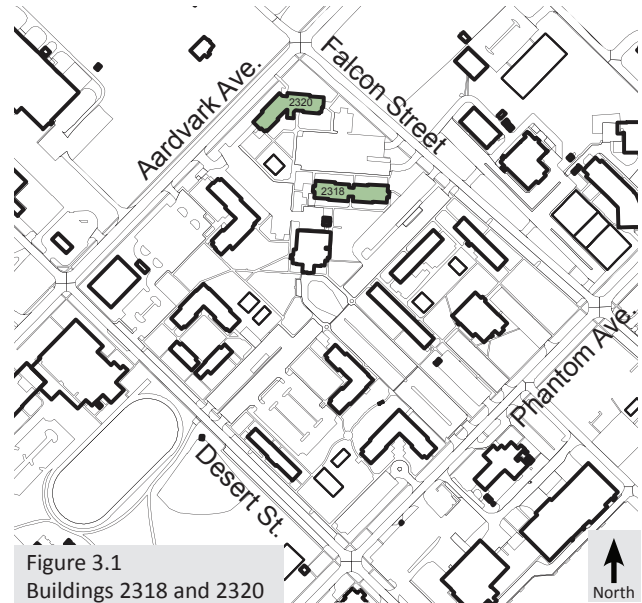 Aardvark Ave.
Falcon Street
2320
2318
Phantom Ave.
Desert St.
Figure 3.1
Buildings 2318 and 2320
North